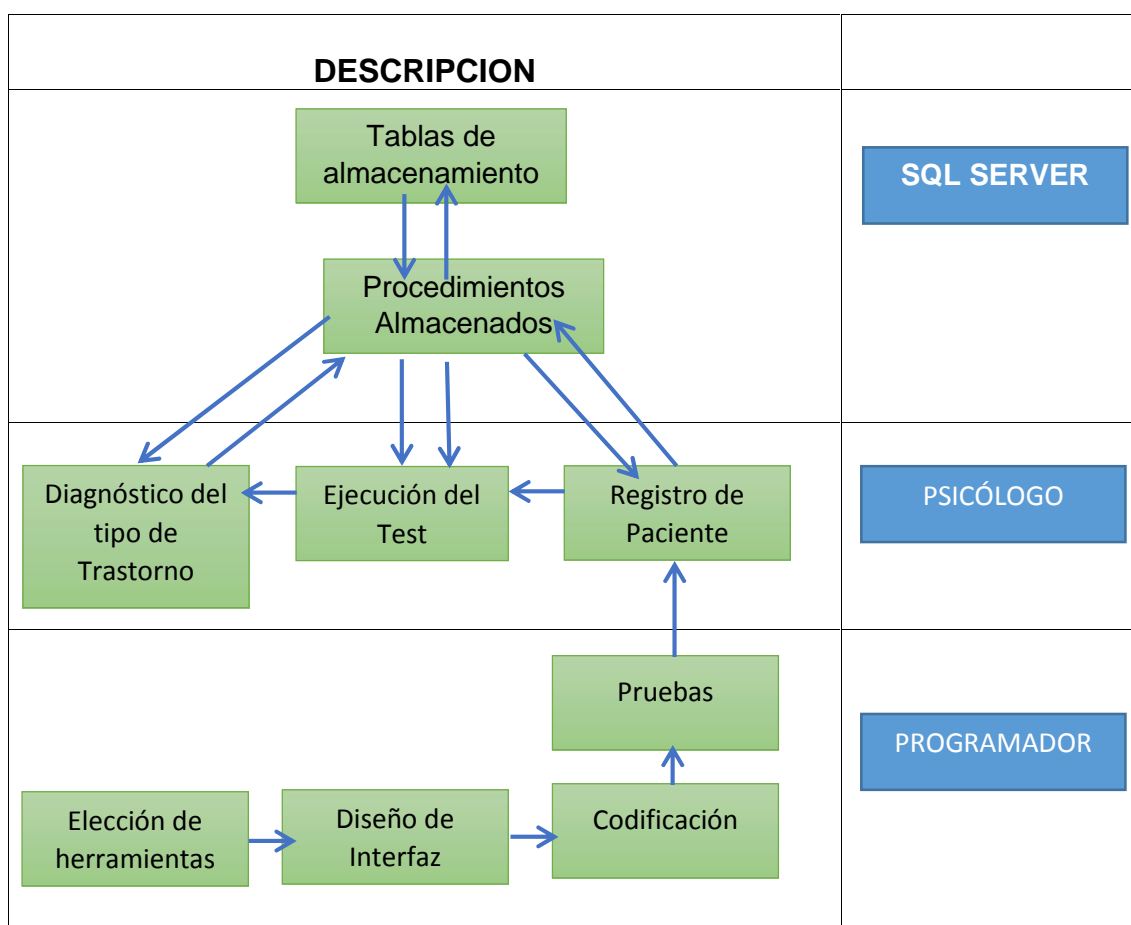 DESCRIPCION
Tablas de
almacenamiento
SQL SERVER
Procedimientos
Almacenados
Diagnóstico del
tipo de
Trastorno
Ejecución del
Test
Registro de
Paciente
PSICÓLOGO
Pruebas
PROGRAMADOR
Elección de
herramientas
Diseño de
Interfaz
Codificación